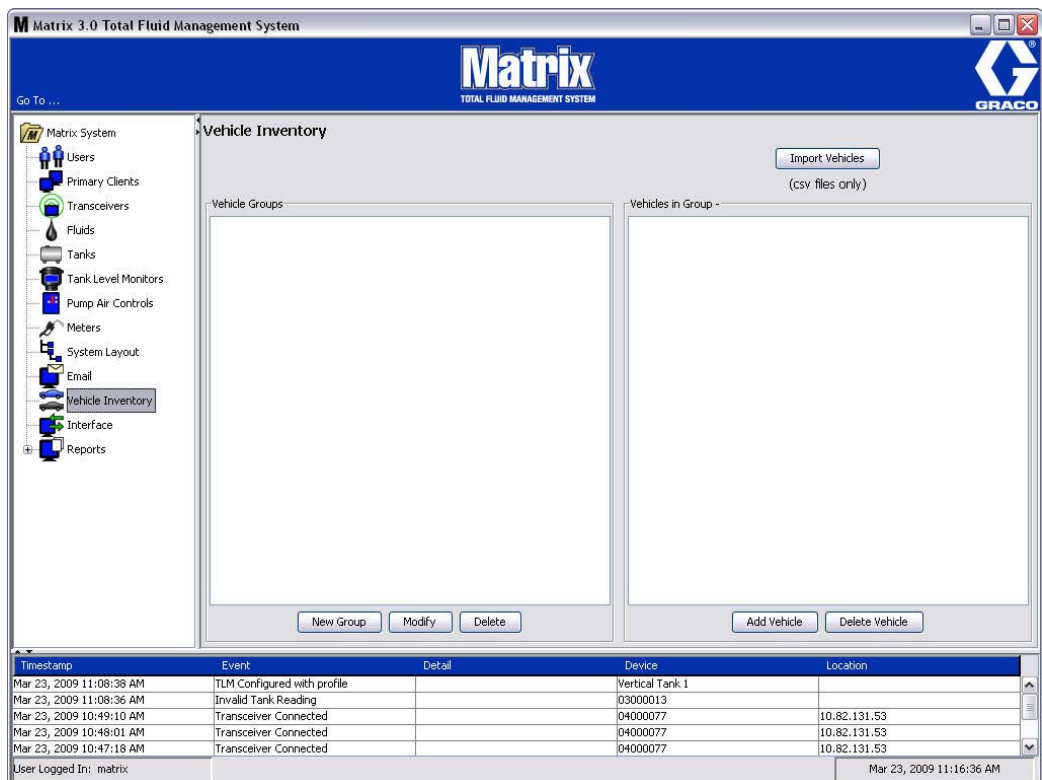 Matrix 3.0 Total Fluid Management System
Matrix
TOTAL FLUID MANAGEMENT SYSTEM
Go To ...
GRACO
Matrix System
Users
Primary Clients
Transceivers
Fluids
Tanks
Tank Level Monitors
Pump Air Controls
Meters
System Layout
Email
Vehicle Inventory
Interface
Reports
Vehicle Inventory
Import Vehicles
(csv files only)
Vehicle Groups
Vehicles in Group -
New Group Modify Delete
Add Vehicle Delete Vehicle
Timestamp Event Detail Device Location
Mar 23, 2009 11:08:38 AM TLM Configured with profile Vertical Tank 1
Mar 23, 2009 11:08:36 AM Invalid Tank Reading 03000013
Mar 23, 2009 10:49:10 AM Transceiver Connected 04000077 10.82.131.53
Mar 23, 2009 10:48:01 AM Transceiver Connected 04000077 10.82.131.53
Mar 23, 2009 10:47:18 AM Transceiver Connected 04000077 10.82.131.53
User Logged In: matrix Mar 23, 2009 11:16:36 AM